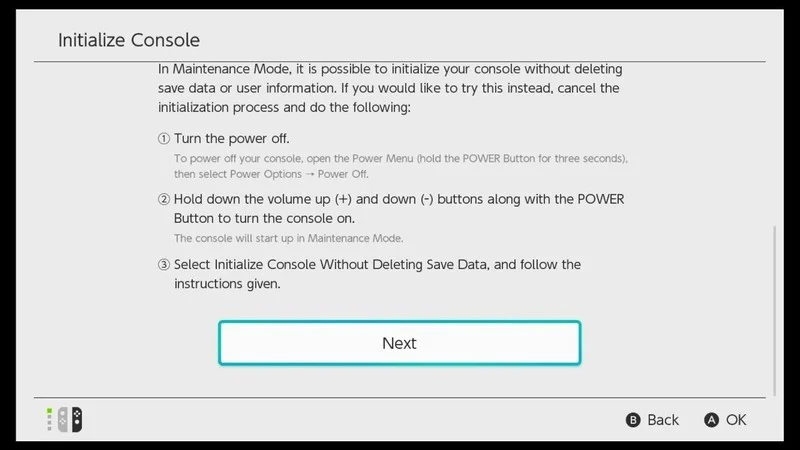 Initialize Console
In Maintenance Mode, it is possible to initialize your console without deleting
save data or user information. If you would like to try this instead, cancel the
initialization process and do the following:
① Turn the power off.
To power off your console, open the Power Menu (hold the POWER Button for three seconds),
then select Power Options → Power Off.
② Hold down the volume up (+) and down (-) buttons along with the POWER
Button to turn the console on.
The console will start up in Maintenance Mode.
③ Select Initialize Console Without Deleting Save Data, and follow the
instructions given.
Next
B Back A OK